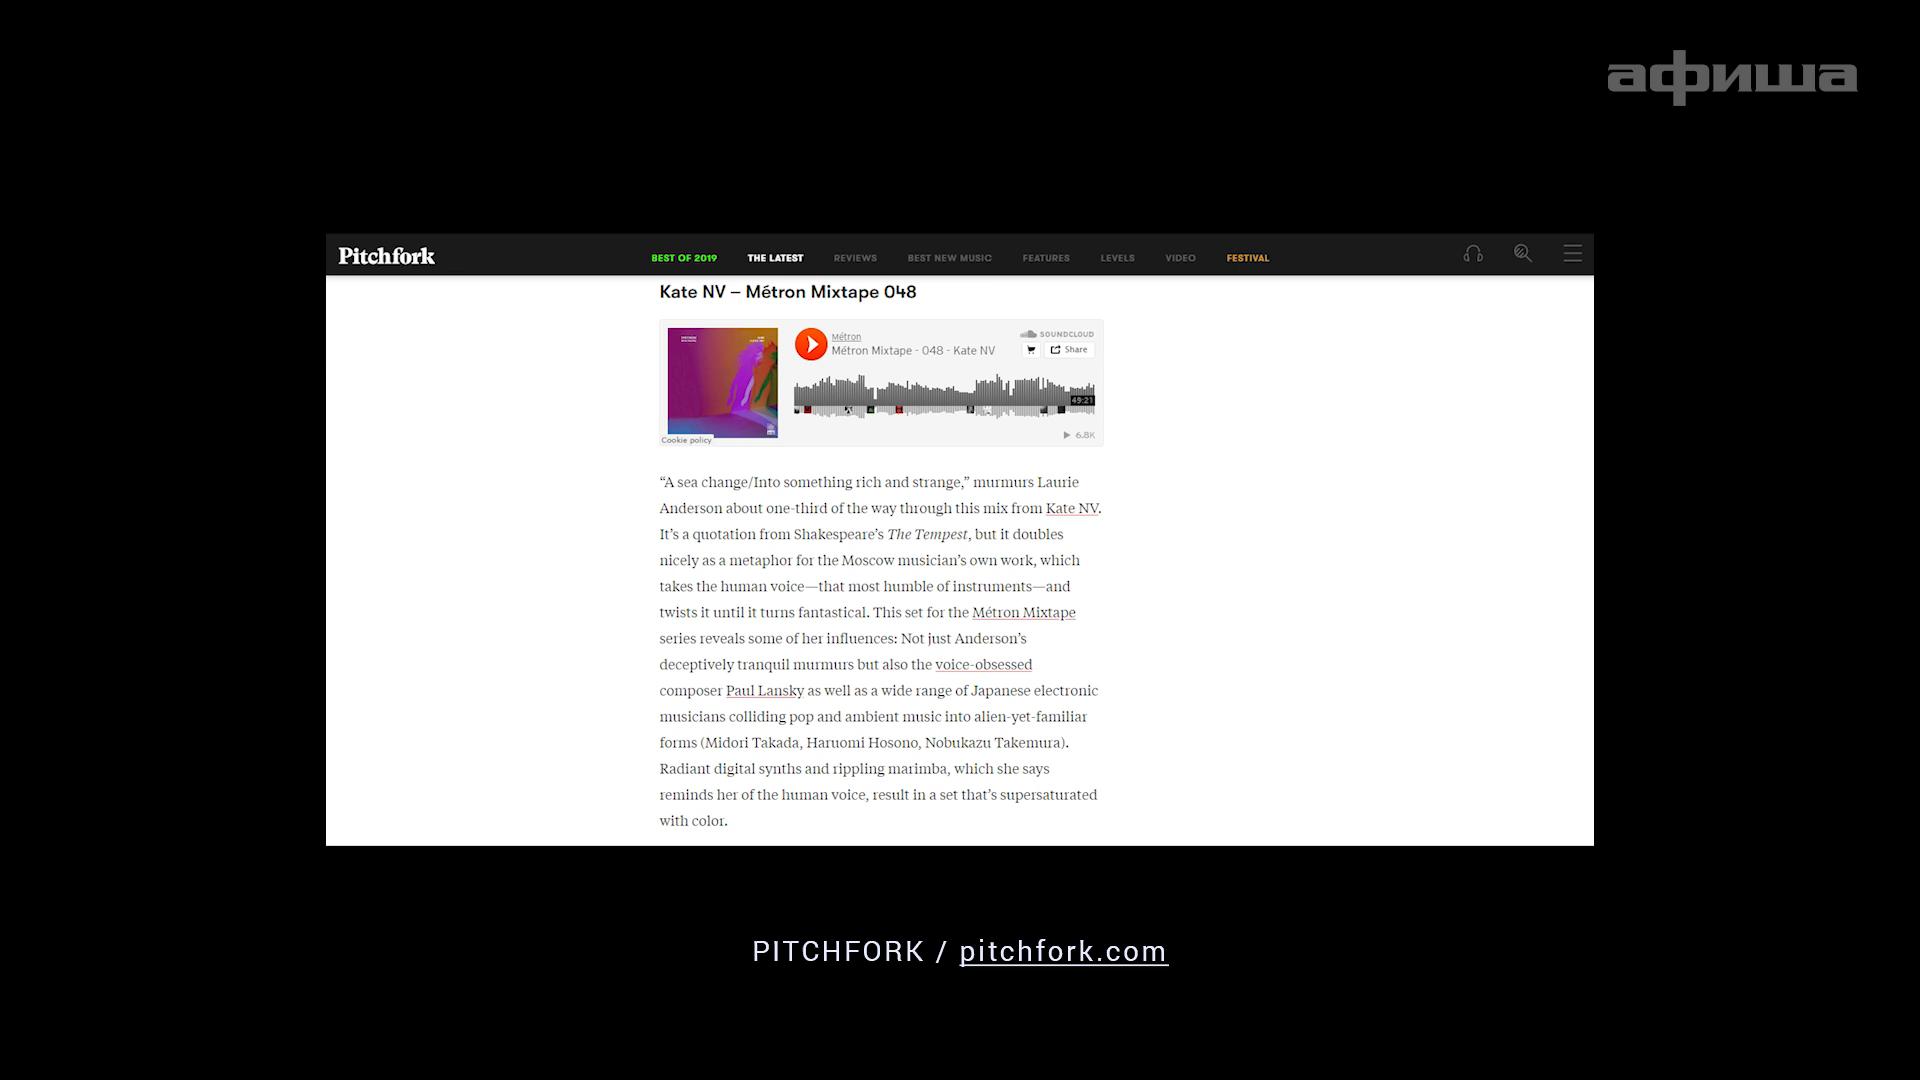 афиша
Pitchfork
BEST OF 2019 THE LATEST REVIEWS BEST NEW MUSIC FEATURES LEVELS VIDEO FESTIVAL
Kate NV – Métron Mixtape 048
Métron
Métron Mixtape - 048 - Kate NV
SOUNDCLOUD
Share
49:21
6.8K
Cookie policy
“A sea change/Into something rich and strange,” murmurs Laurie
Anderson about one-third of the way through this mix from Kate NV.
It’s a quotation from Shakespeare’s The Tempest, but it doubles
nicely as a metaphor for the Moscow musician’s own work, which
takes the human voice—that most humble of instruments—and
twists it until it turns fantastical. This set for the Métron Mixtape
series reveals some of her influences: Not just Anderson’s
deceptively tranquil murmurs but also the voice-obsessed
composer Paul Lansky as well as a wide range of Japanese electronic
musicians colliding pop and ambient music into alien-yet-familiar
forms (Midori Takada, Haruomi Hosono, Nobukazu Takemura).
Radiant digital synths and rippling marimba, which she says
reminds her of the human voice, result in a set that’s supersaturated
with color.
PITCHFORK / pitchfork.com